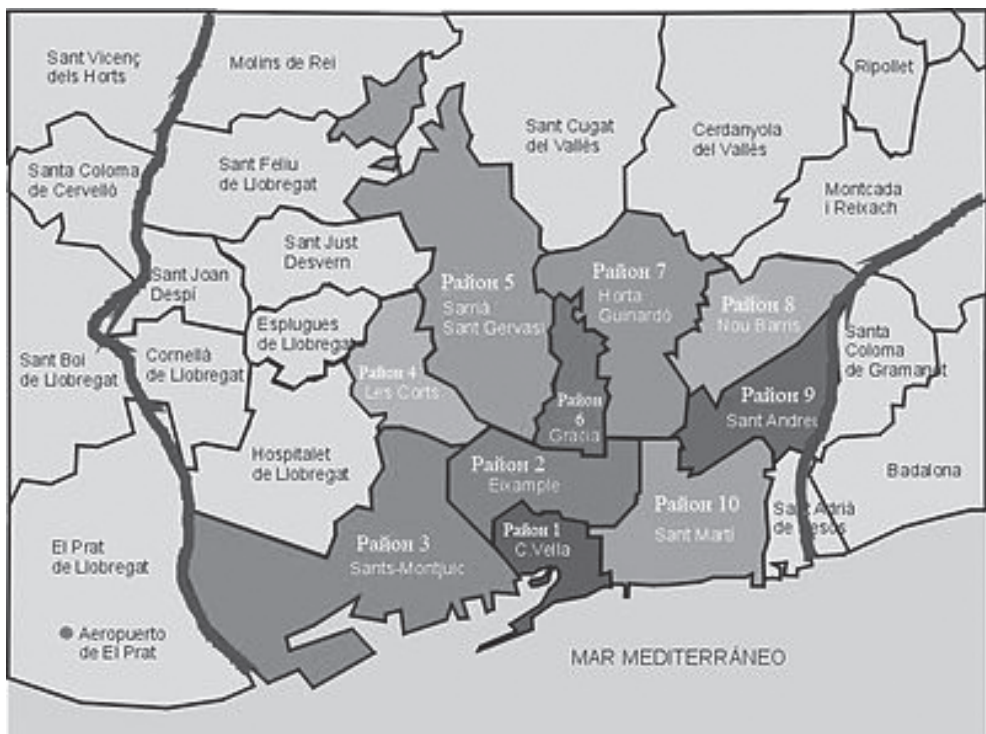 Sant Vicenç
dels Horts
Molins de Rei
Ripollet
Sant Cugat
del Vallès
Cerdanyola
del Vallès
Santa Coloma
de Cervelló
Sant Feliu
de Llobregat
Montcada
i Reixach
Sant Just
Desvern
Sant Joan
Despí
Район 5
Sarrià
Sant Gervasi
Район 7
Horta
Guinardó
Район 8
Nou Barris
Esplugues
de Llobregat
Sant Boi
de Llobregat
Cornellà
de Llobregat
Santa
Coloma
de Gramanet
Район 4
Les Corts
Район
6
Gràcia
Район 9
Sant Andreu
Hospitalet
de Llobregat
Район 2
Eixample
Badalona
Район 10
Sant Martí
Sant Adrià
de Besòs
Район 1
C.Vella
Район 3
Sants-Montjuic
El Prat
de Llobregat
Aeropuerto
de El Prat
MAR MEDITERRÁNEO